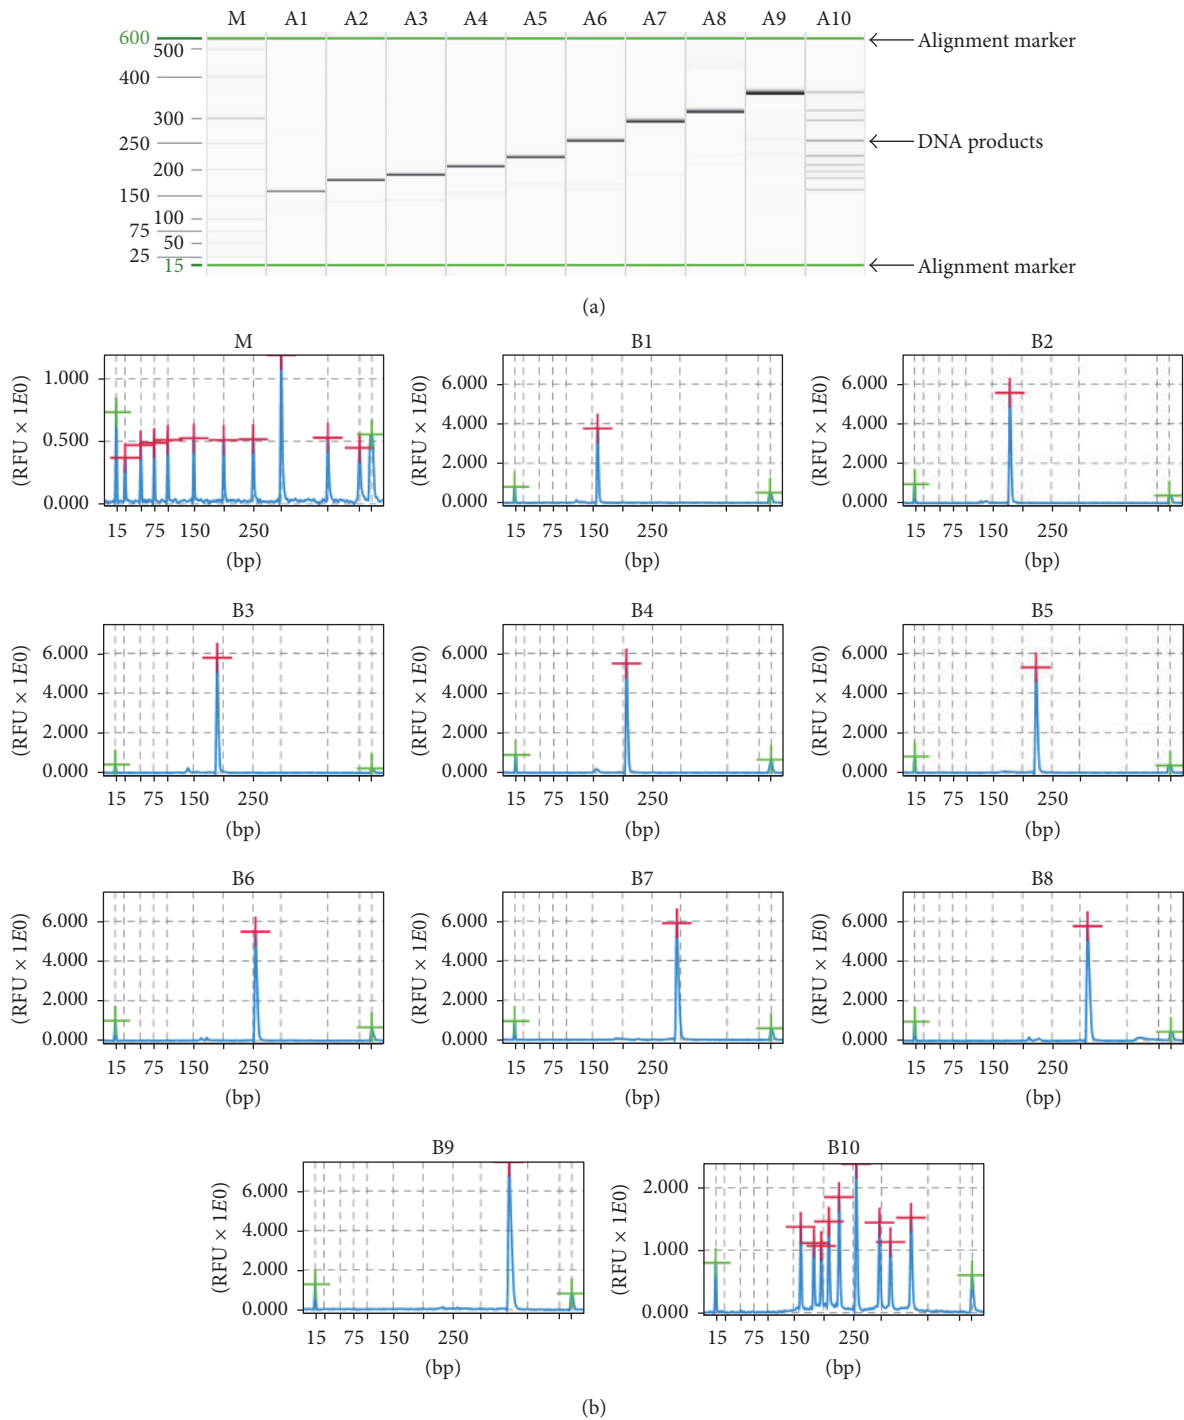 M A1 A2 A3 A4 A5 A6 A7 A8 A9 A10
600
500
400
300
250
200
150
100
75
50
25
15
Alignment marker
DNA products
Alignment marker
(a)
M
(RFU × 1E0)
1.000
0.500
0.000
15 75 150 250
(bp)
B1
(RFU × 1E0)
6.000
4.000
2.000
0.000
15 75 150 250
(bp)
B2
(RFU × 1E0)
6.000
4.000
2.000
0.000
15 75 150 250
(bp)
B3
(RFU × 1E0)
6.000
4.000
2.000
0.000
15 75 150 250
(bp)
B4
(RFU × 1E0)
6.000
4.000
2.000
0.000
15 75 150 250
(bp)
B5
(RFU × 1E0)
6.000
4.000
2.000
0.000
15 75 150 250
(bp)
B6
(RFU × 1E0)
6.000
4.000
2.000
0.000
15 75 150 250
(bp)
B7
(RFU × 1E0)
6.000
4.000
2.000
0.000
15 75 150 250
(bp)
B8
(RFU × 1E0)
6.000
4.000
2.000
0.000
15 75 150 250
(bp)
B9
(RFU × 1E0)
6.000
4.000
2.000
0.000
15 75 150 250
(bp)
B10
(RFU × 1E0)
2.000
1.000
0.000
15 75 150 250
(bp)
(b)